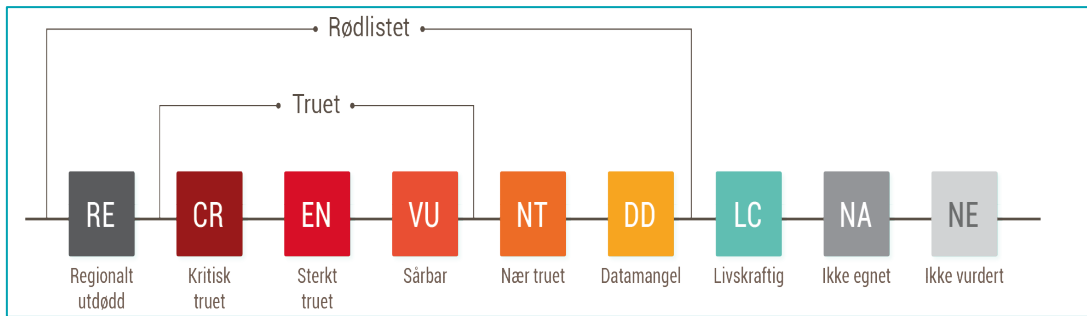 Rødlistet
Truet
RE CR EN VU NT DD LC NA NE
Regionalt Kritisk Sterkt Sårbar Nær truet Datamangel Livskraftig Ikke egnet Ikke vurdert
utdødd truet truet